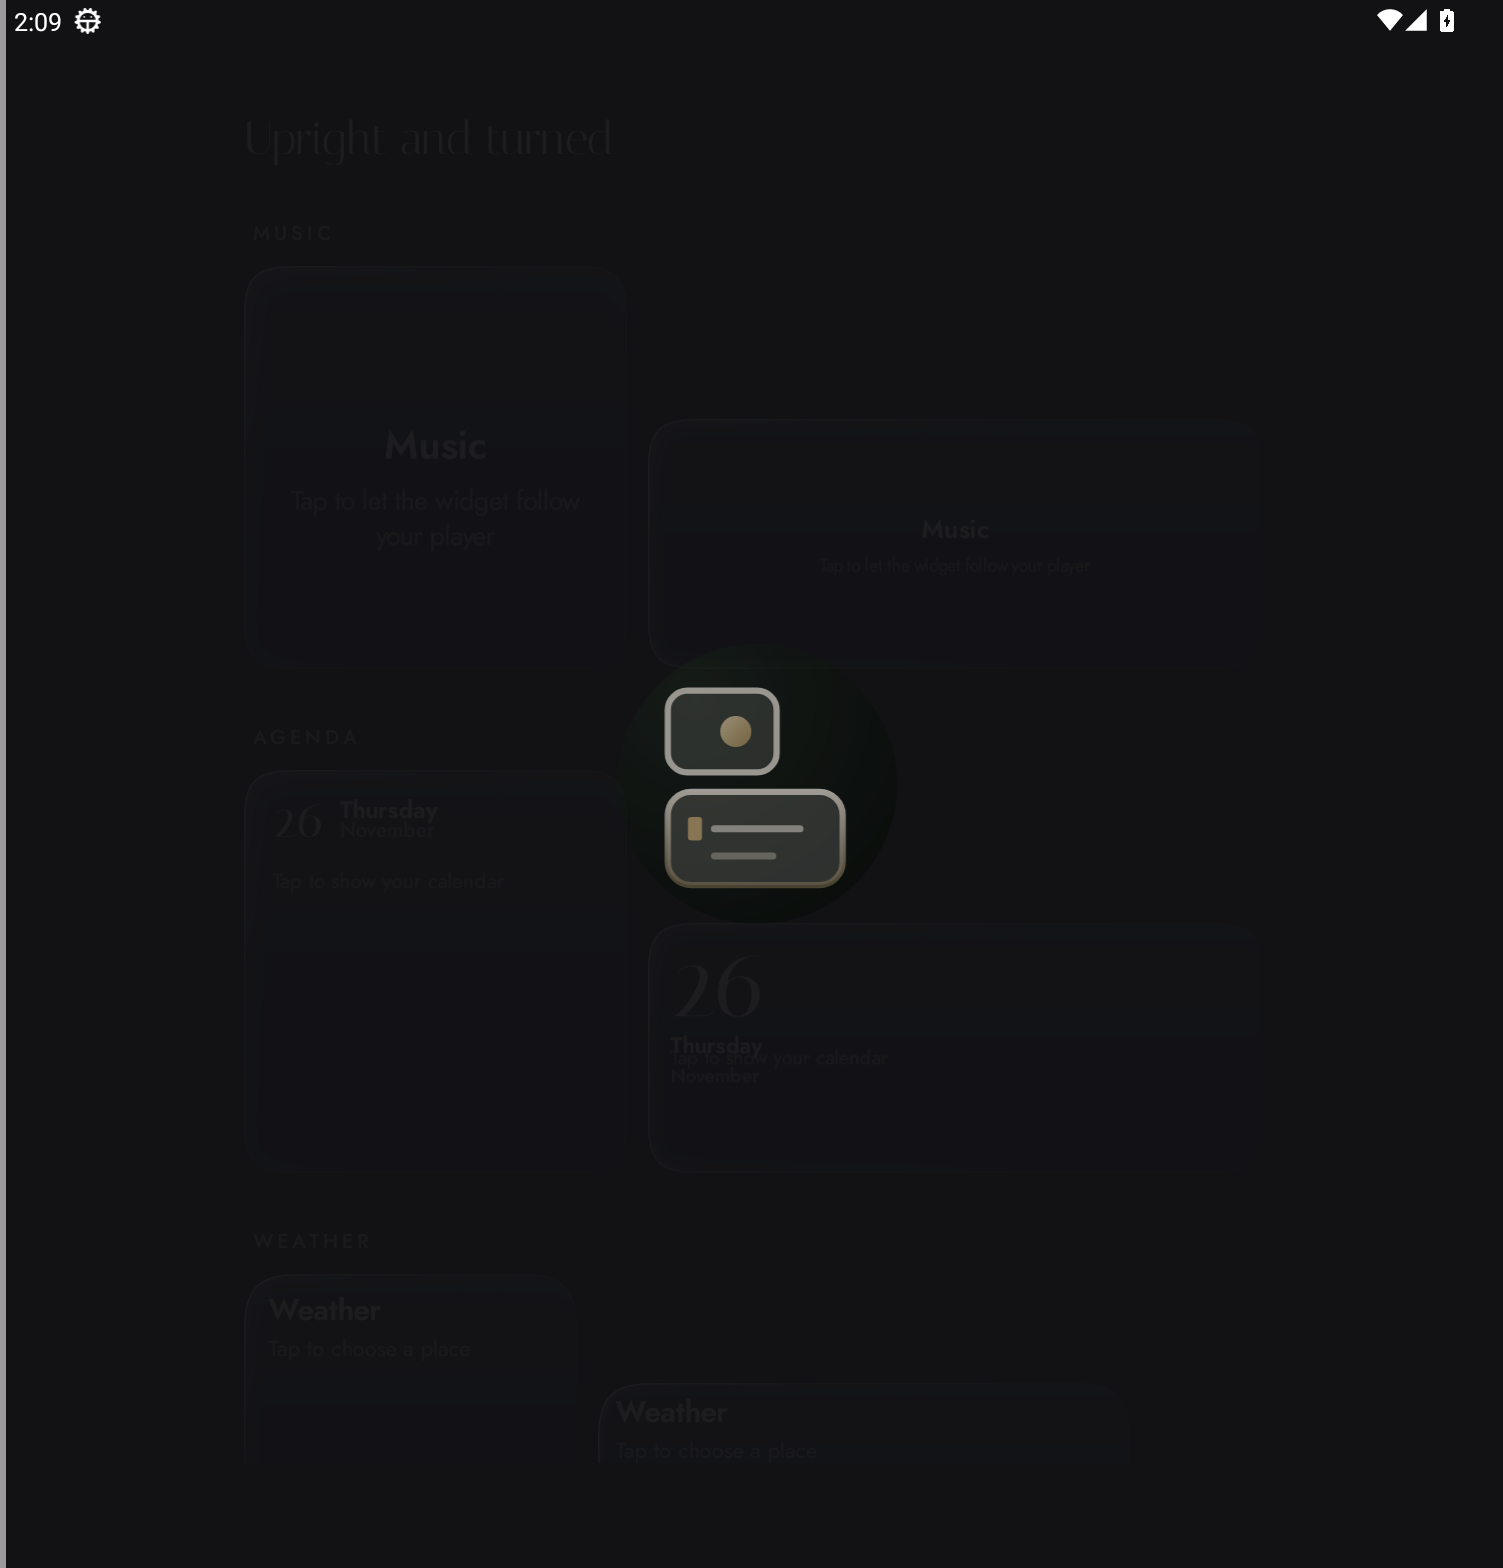 2:09
Upright and turned
MUSIC
Music
Tap to let the widget follow
your player
Music
Tap to let the widget follow your player
AGENDA
26 Thursday
November
Tap to show your calendar
26
Thursday
Tap to show your calendar
November
WEATHER
Weather
Tap to choose a place
Weather
Tap to choose a place